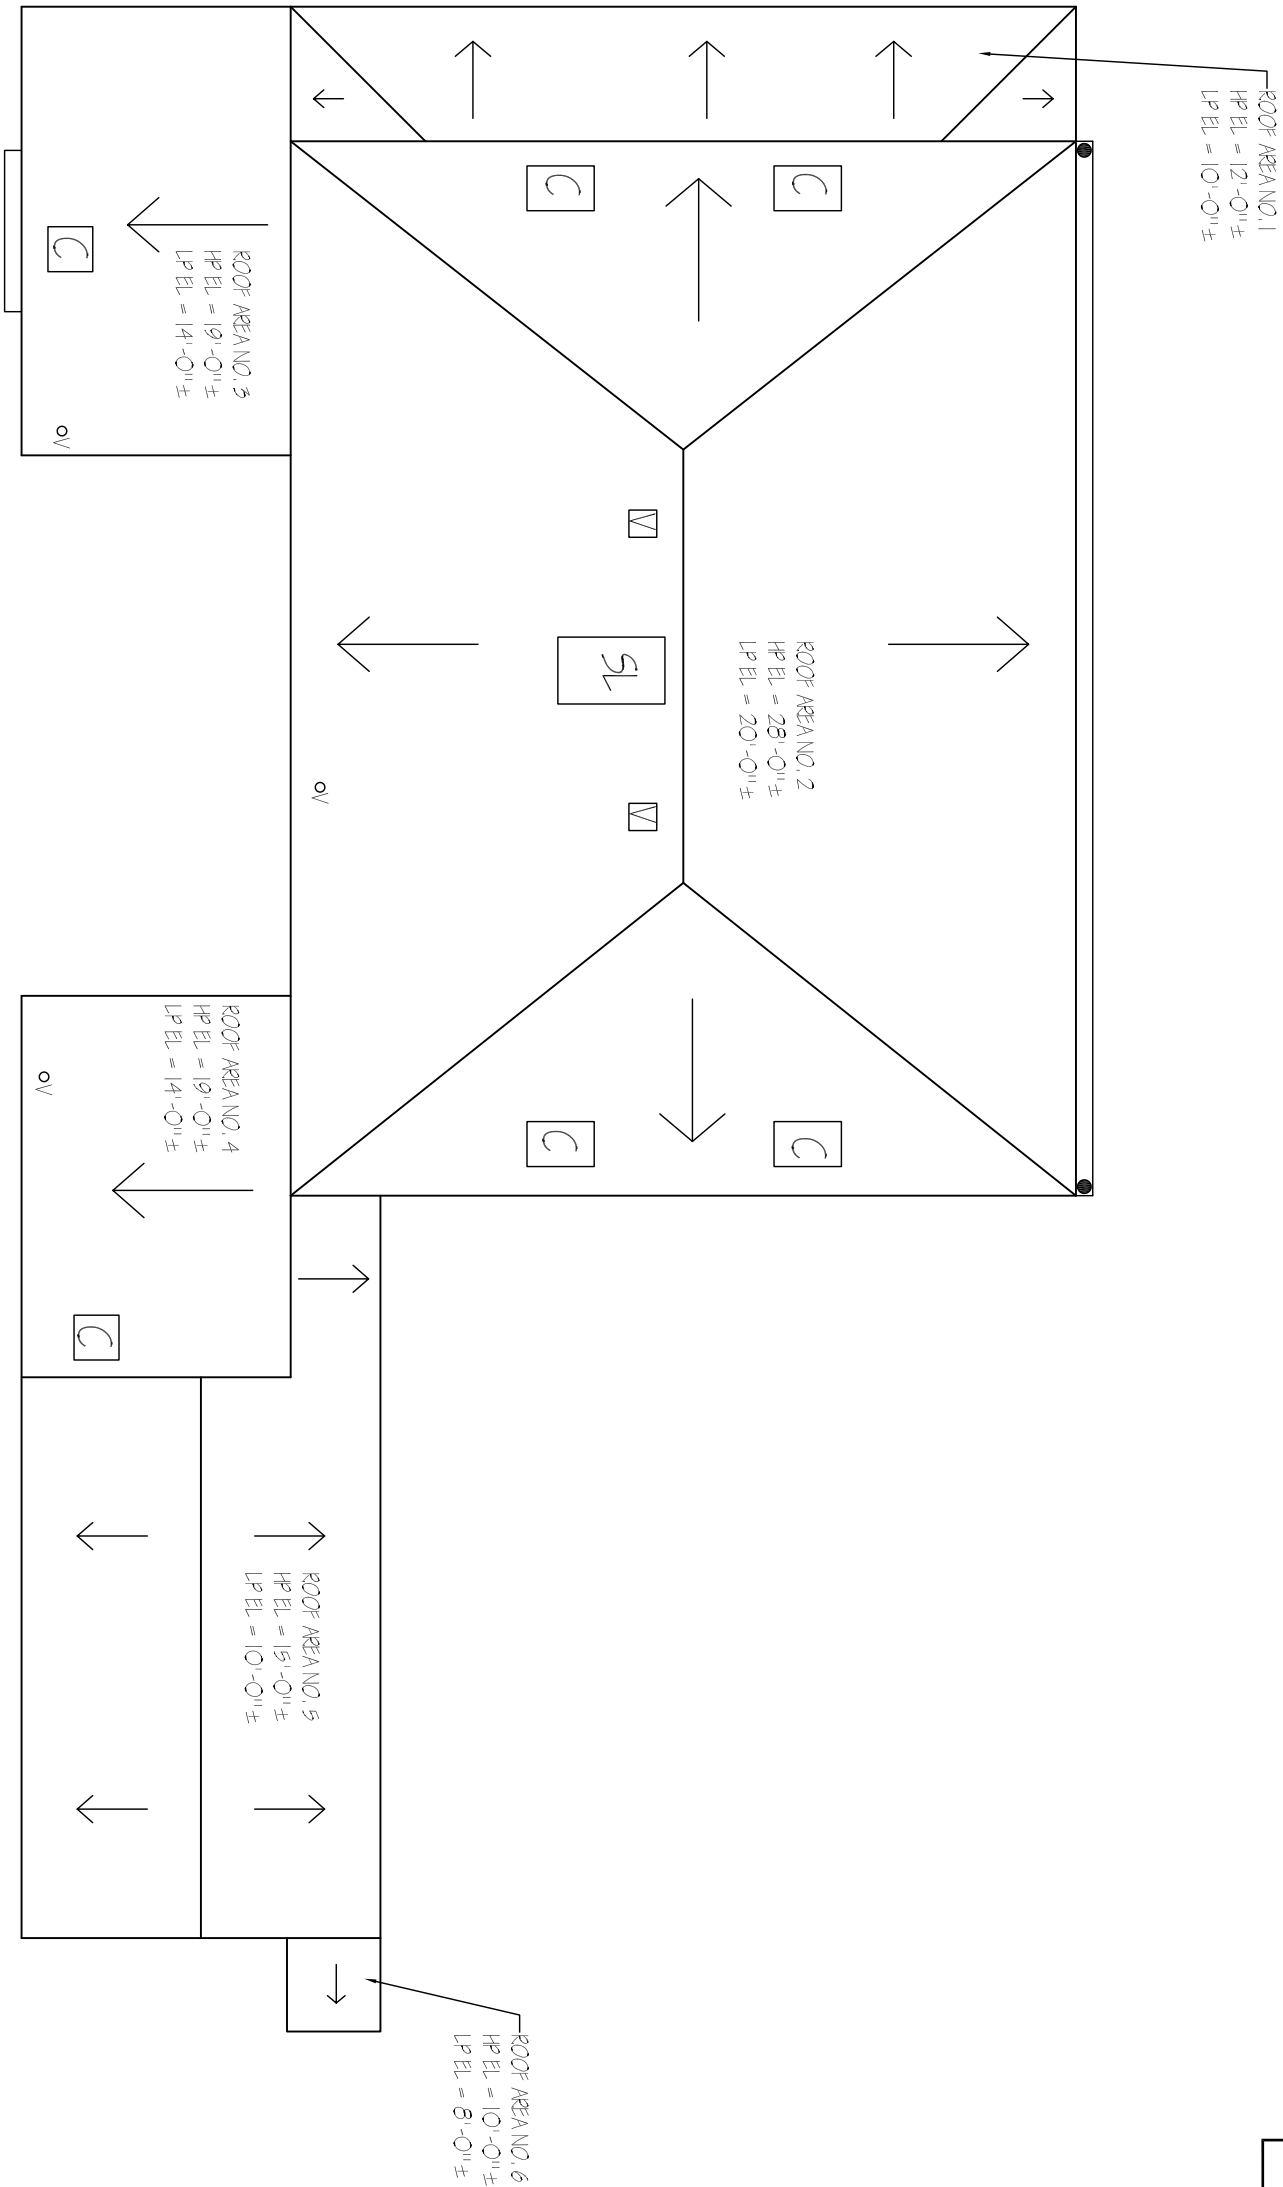 ROOF AREA NO. 1
HP EL = 12'-0"±
LP EL = 10'-0"±
C
C
C
ROOF AREA NO. 3
HP EL = 19'-0"±
LP EL = 14'-0"±
V
V
SL
ROOF AREA NO. 2
HP EL = 28'-0"±
LP EL = 20'-0"±
V
V
ROOF AREA NO. 4
HP EL = 19'-0"±
LP EL = 14'-0"±
V
C
C
C
ROOF AREA NO. 5
HP EL = 15'-0"±
LP EL = 10'-0"±
ROOF AREA NO. 6
HP EL = 10'-0"±
LP EL = 8'-0"±